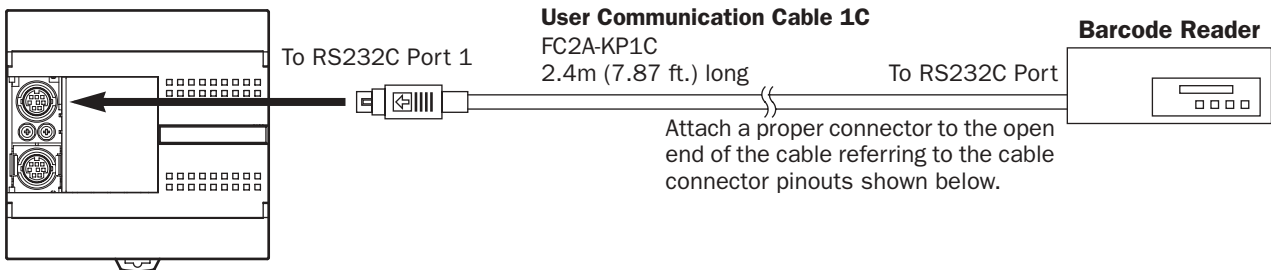 To RS232C Port 1
User Communication Cable 1C
FC2A-KP1C
2.4m (7.87 ft.) long
To RS232C Port
Barcode Reader
Attach a proper connector to the open
end of the cable referring to the cable
connector pinouts shown below.